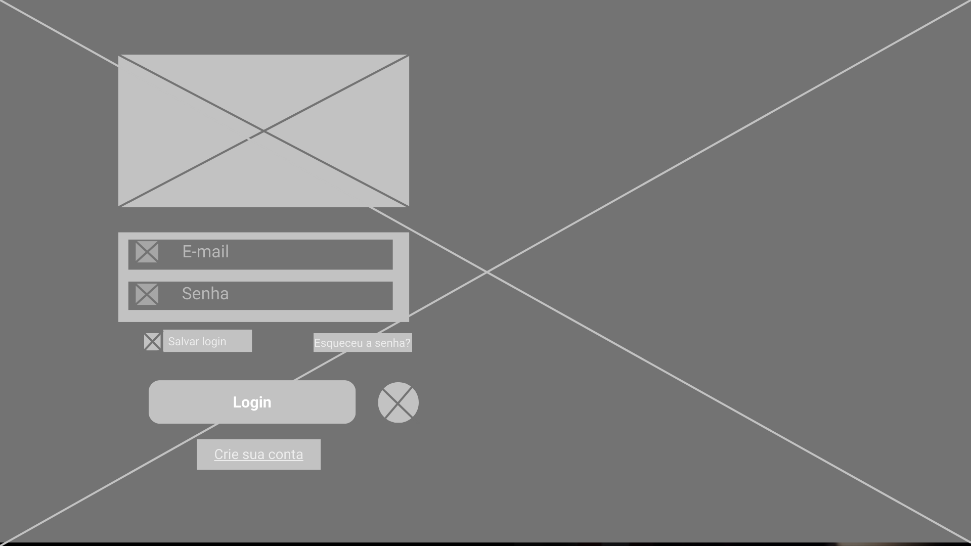 E-mail
Senha
Salvar login
Esqueceu a senha?
Login
Crie sua conta